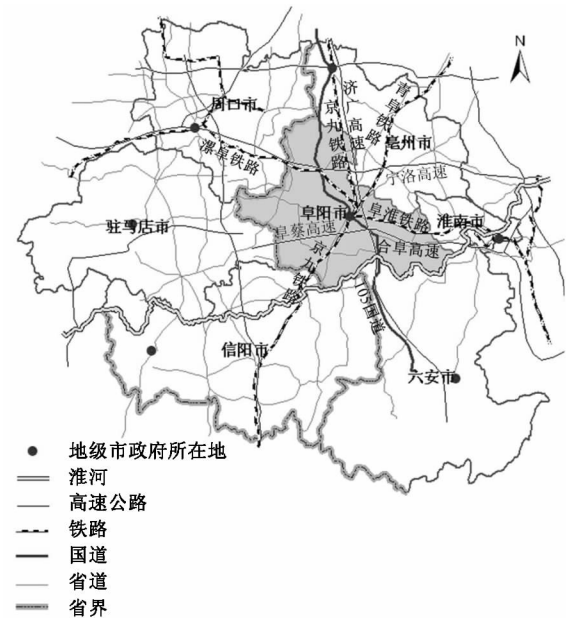 N
周口市
漯阜铁路
京九铁路
济广高速
青阜铁路
亳州市
宁洛高速
驻马店市
阜阳市
阜蔡高速
京九铁路
阜淮铁路
淮南市
合阜高速
105国道
信阳市
六安市
地级市政府所在地
淮河
高速公路
铁路
国道
省道
省界